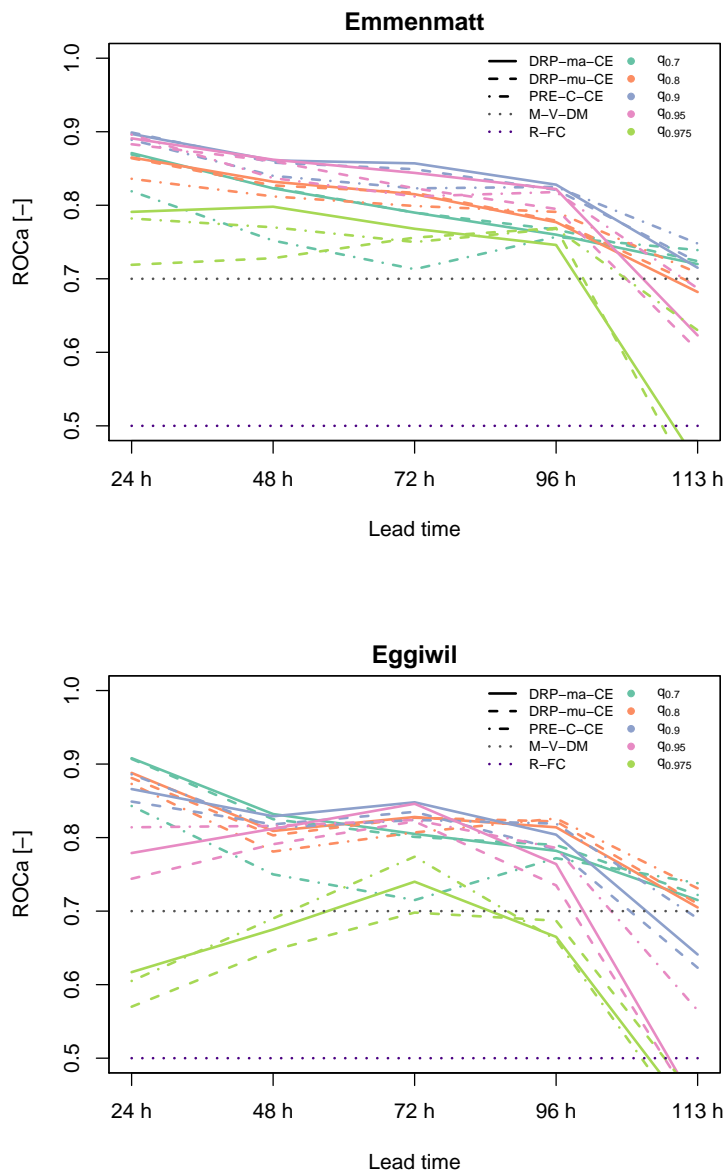 Emmenmatt
ROCa [−]
1.0
0.9
0.8
0.7
0.6
0.5
DRP−ma−CE q0.7
DRP−mu−CE q0.8
PRE−C−CE q0.9
M−V−DM q0.95
R−FC q0.975
24 h 48 h 72 h 96 h 113 h
Lead time
Eggiwil
ROCa [−]
1.0
0.9
0.8
0.7
0.6
0.5
DRP−ma−CE q0.7
DRP−mu−CE q0.8
PRE−C−CE q0.9
M−V−DM q0.95
R−FC q0.975
24 h 48 h 72 h 96 h 113 h
Lead time